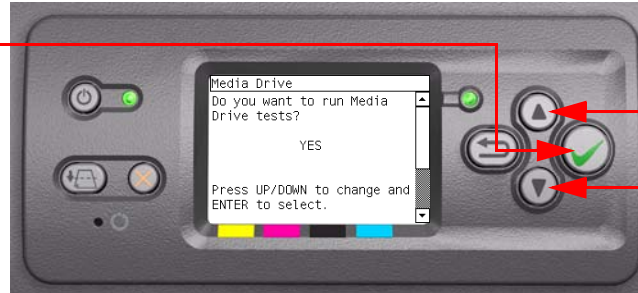 Media Drive
Do you want to run Media
Drive tests?
YES
Press UP/DOWN to change and
ENTER to select.